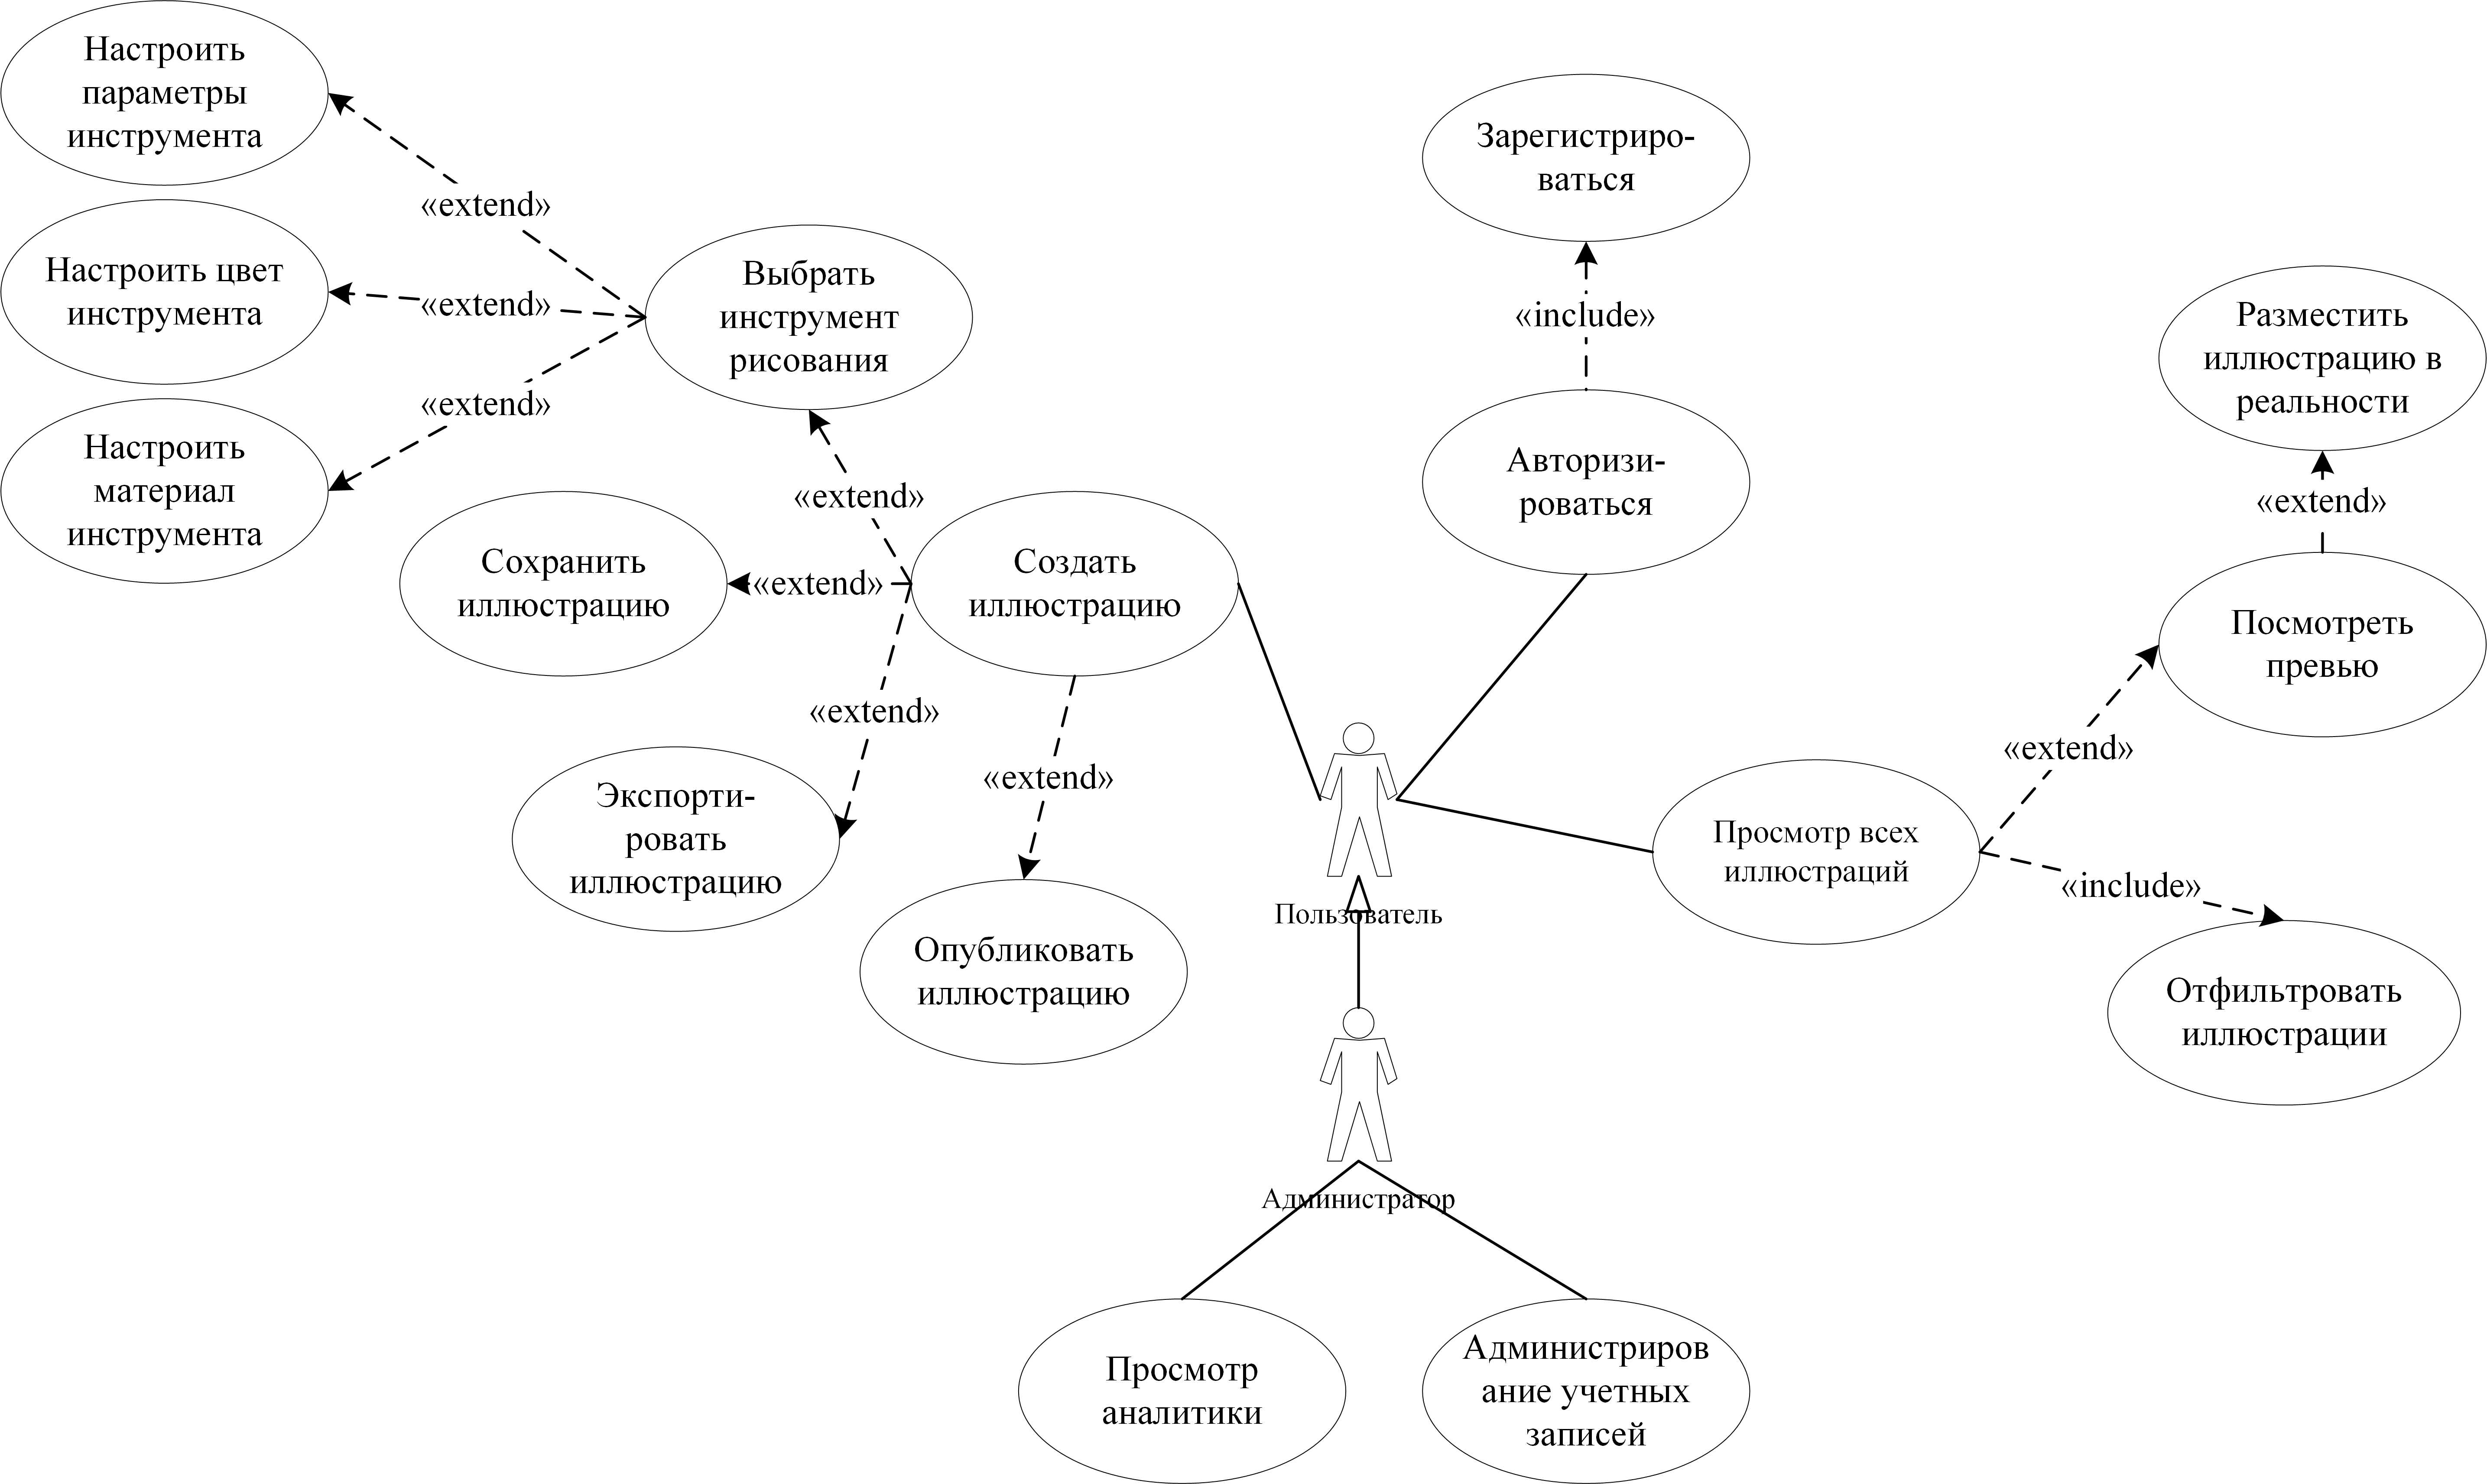 Настроить
параметры
инструмента
«extend»
Настроить цвет
инструмента
«extend»
Настроить
материал
инструмента
«extend»
Выбрать
инструмент
рисования
«extend»
Сохранить
иллюстрацию
«extend»
Создать
иллюстрацию
«extend»
Экспорти-
ровать
иллюстрацию
«extend»
Опубликовать
иллюстрацию
Зарегистриро-
ваться
«include»
Авторизи-
роваться
Разместить
иллюстрацию в
реальности
«extend»
Посмотреть
превью
«extend»
Просмотр всех
иллюстраций
«include»
Отфильтровать
иллюстрации
Пользователь
Администратор
Просмотр
аналитики
Администриров
ание учетных
записей